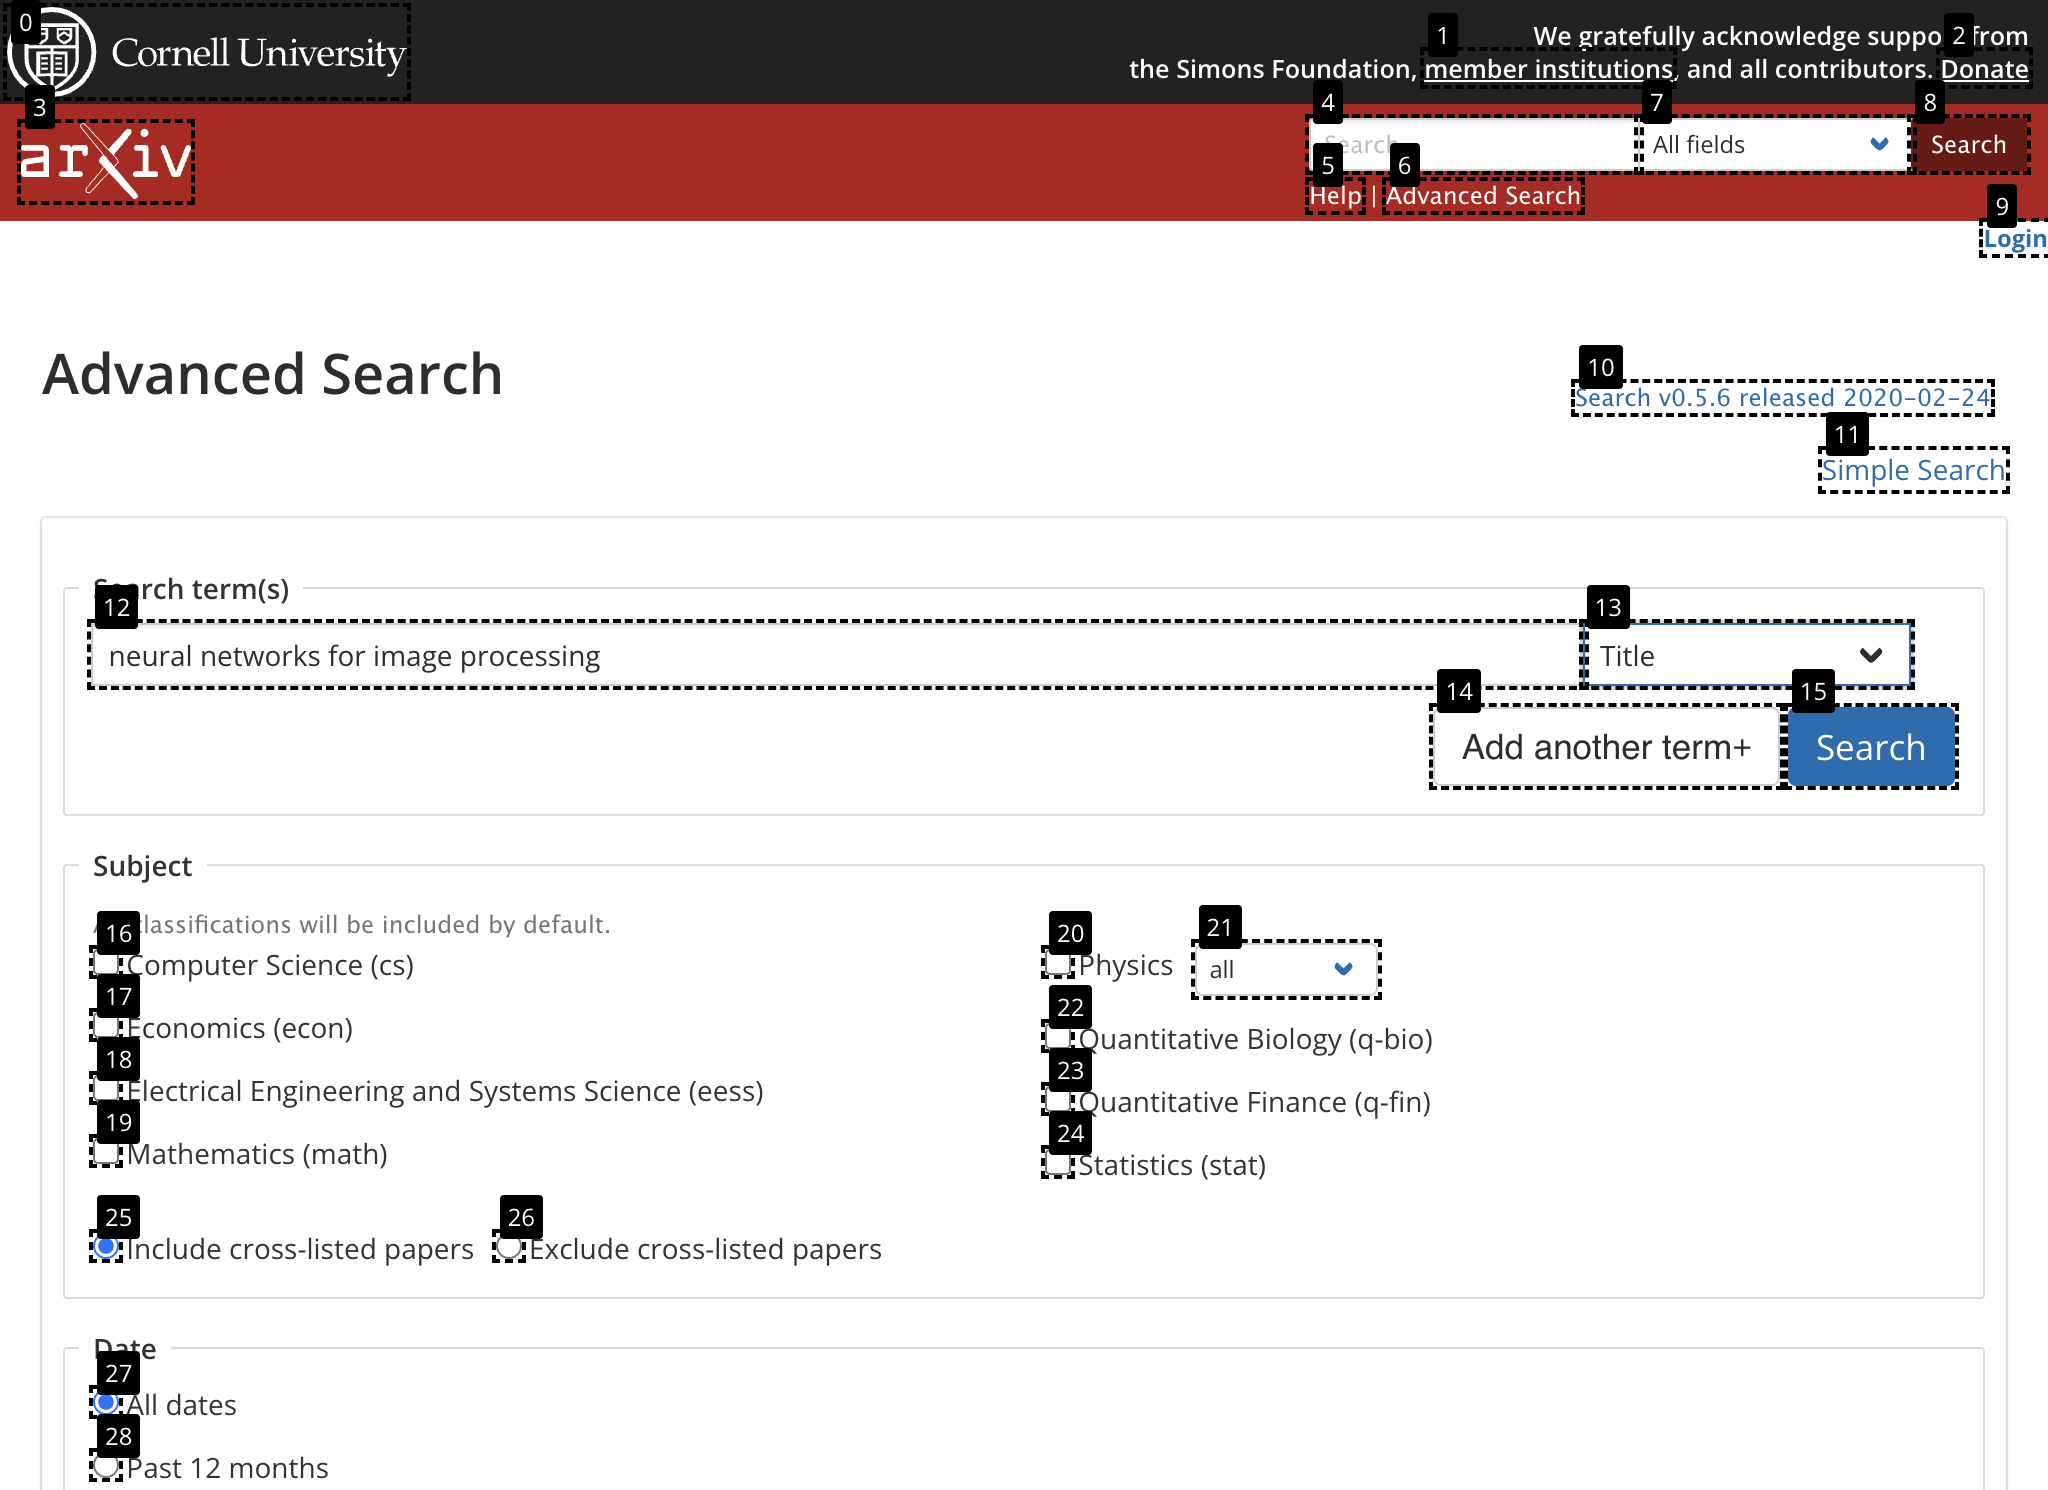 0
Cornell University
1
2
We gratefully acknowledge suppo from
the Simons Foundation, member institutions, and all contributors. Donate
3
arXiv
4
7
8
Search
All fields
Search
5
6
Help | Advanced Search
9
Login
Advanced Search
10
Search v0.5.6 released 2020-02-24
11
Simple Search
Search term(s)
12
13
neural networks for image processing
Title
14
15
Add another term+
Search
Subject
classifications will be included by default.
16
Computer Science (cs)
17
Economics (econ)
18
Electrical Engineering and Systems Science (eess)
19
Mathematics (math)
20
21
Physics
all
22
Quantitative Biology (q-bio)
23
Quantitative Finance (q-fin)
24
Statistics (stat)
25
26
Include cross-listed papers
Exclude cross-listed papers
Date
27
All dates
28
Past 12 months